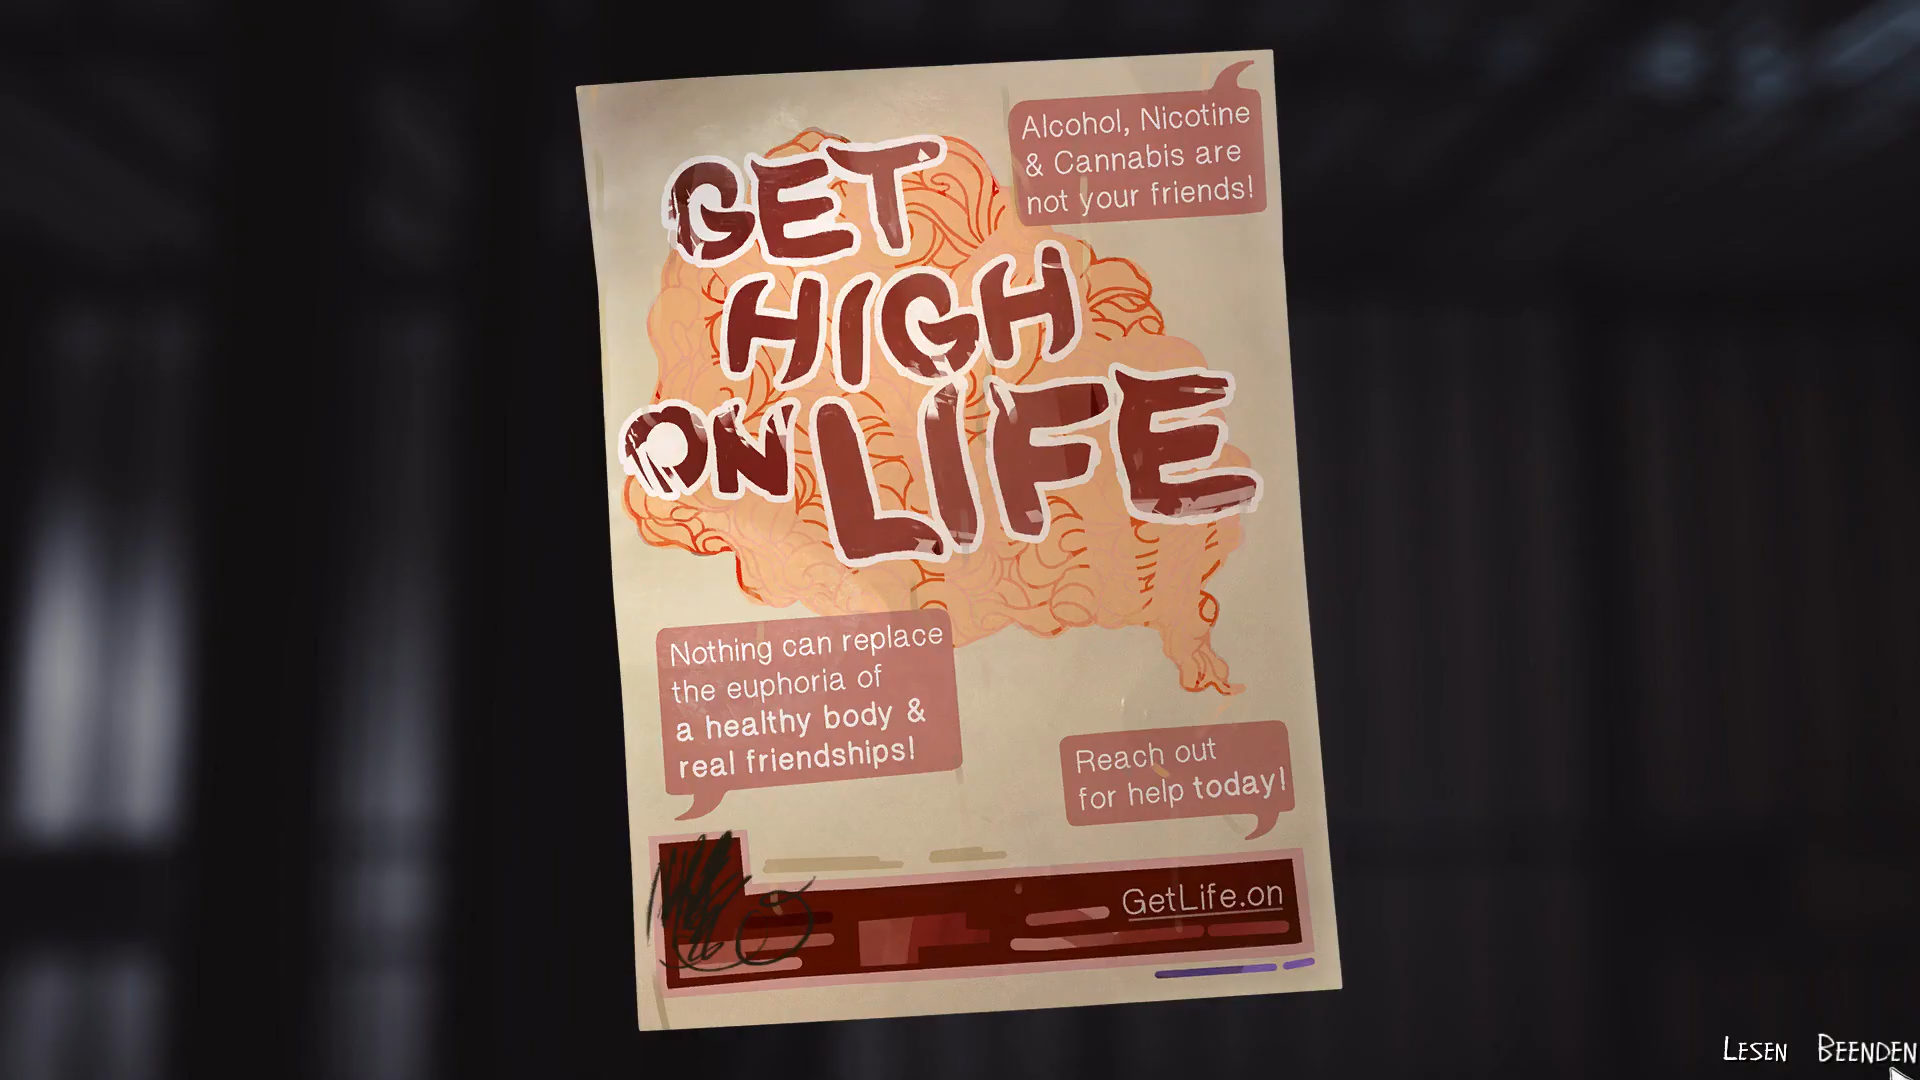 GET
HIGH
ON LIFE
Alcohol, Nicotine
& Cannabis are
not your friends!
Nothing can replace
the euphoria of
a healthy body &
real friendships!
Reach out
for help today!
GetLife.on
LESEN BEENDEN